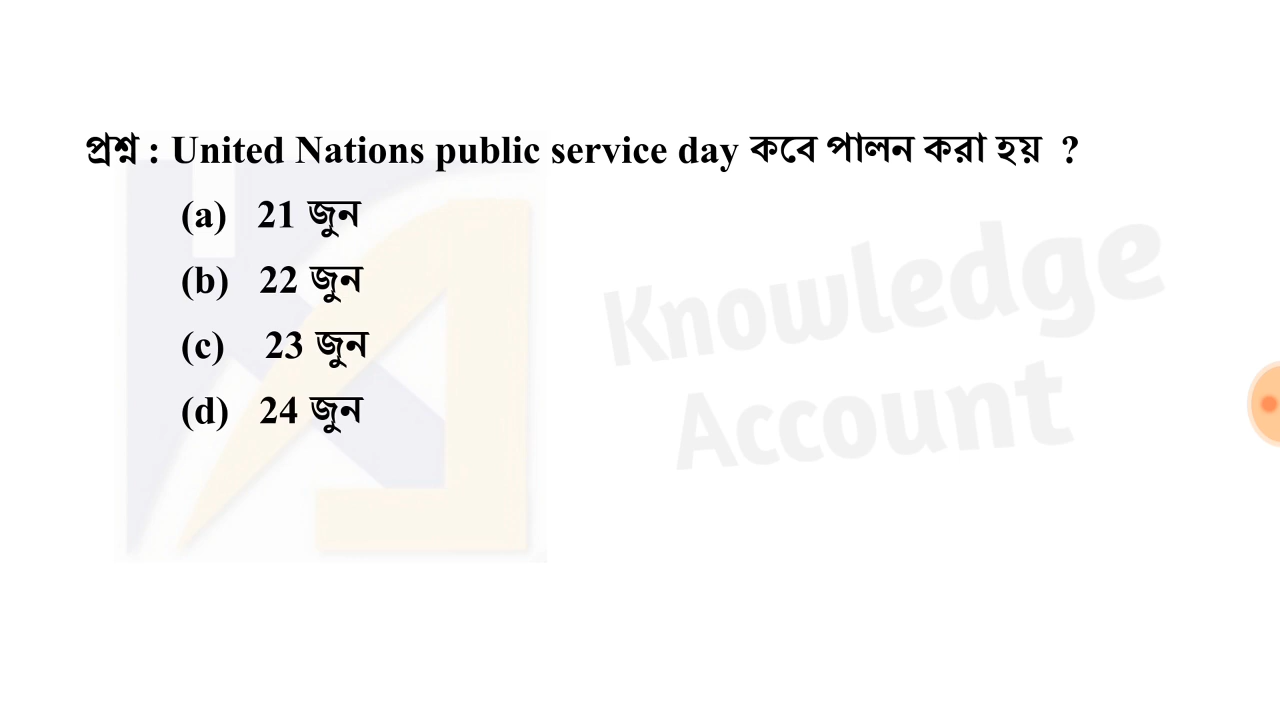 প্রশ্ন : United Nations public service day কবে পালন করা হয় ?
(a) 21 জুন
(b) 22 জুন
(c) 23 জুন
(d) 24 জুন
Knowledge
Account